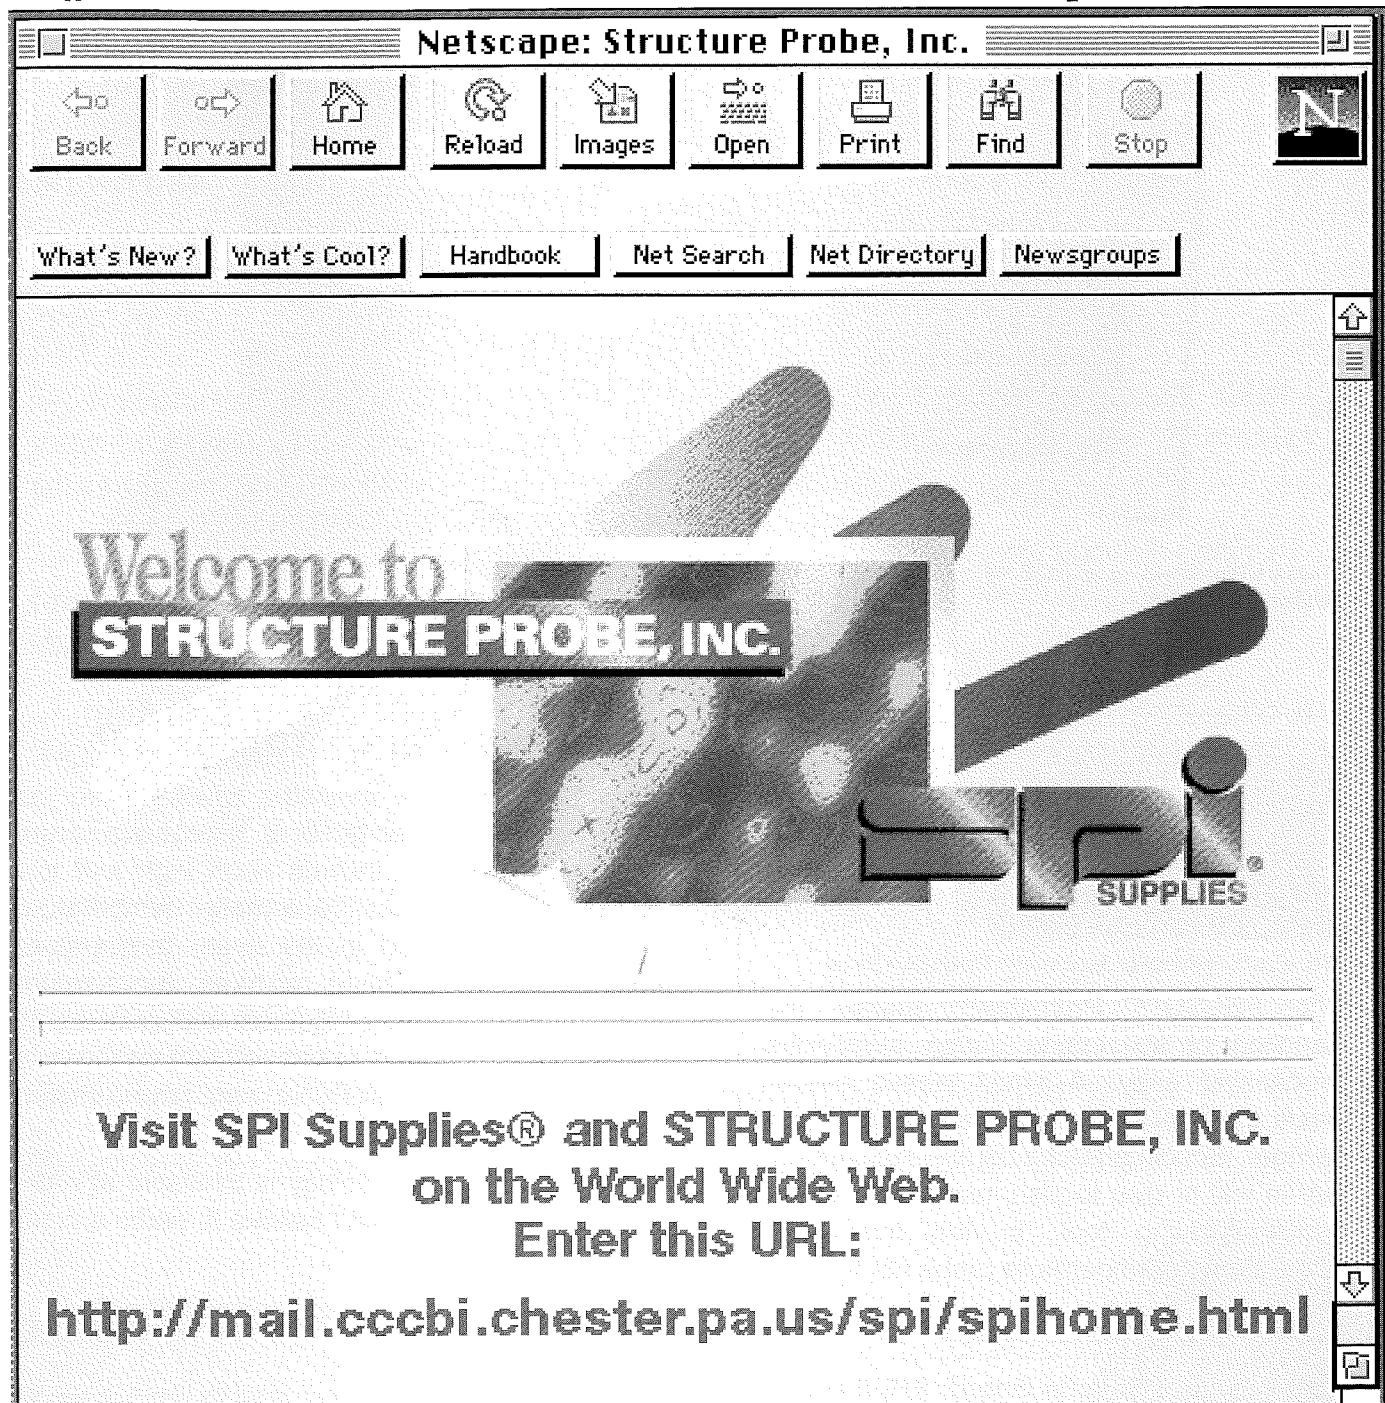 Netscape: Structure Probe, Inc.
Back Forward Home Reload Images Open Print Find Stop
N
What's New? What's Cool? Handbook Net Search Net Directory Newsgroups
Welcome to
STRUCTURE PROBE, INC.
spi
SUPPLIES
Visit SPI Supplies® and STRUCTURE PROBE, INC.
on the World Wide Web.
Enter this URL:
http://mail.cccbi.chester.pa.us/spi/spihome.html